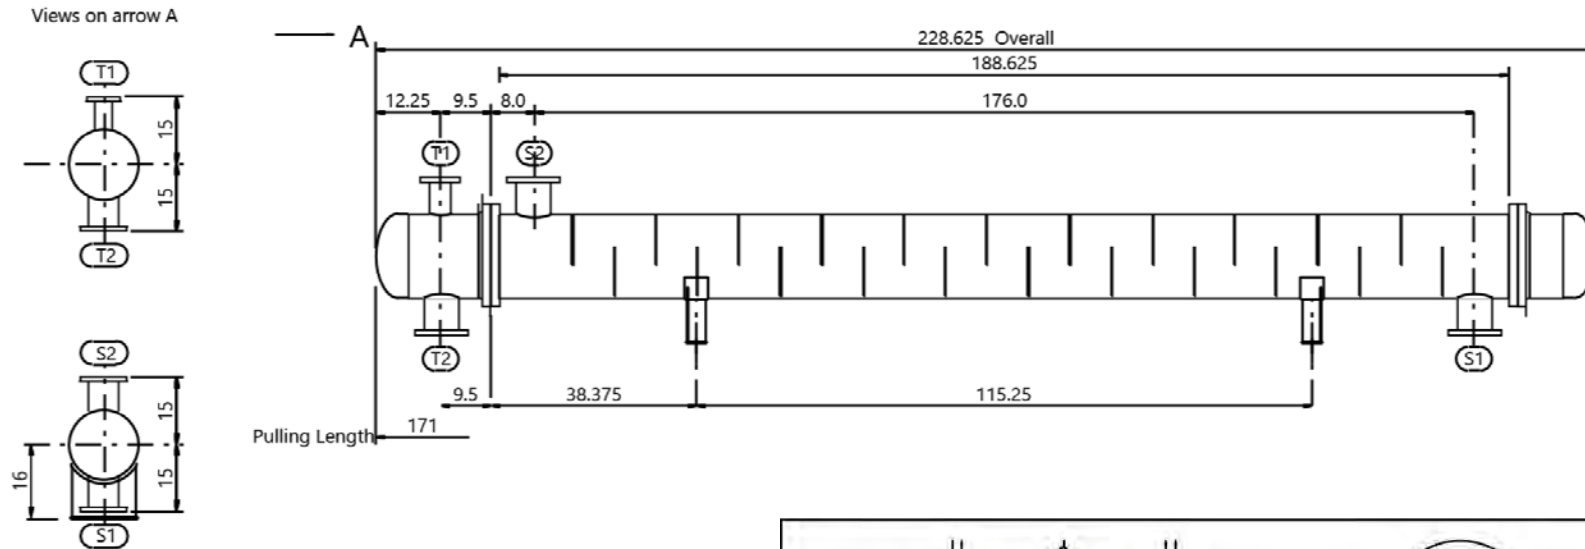 Views on arrow A
A
228.625 Overall
188.625
12.25
9.5
8.0
176.0
T1
15
15
T2
T1
S2
T2
S1
9.5
38.375
115.25
Pulling Length
171
S2
15
16
15
S1